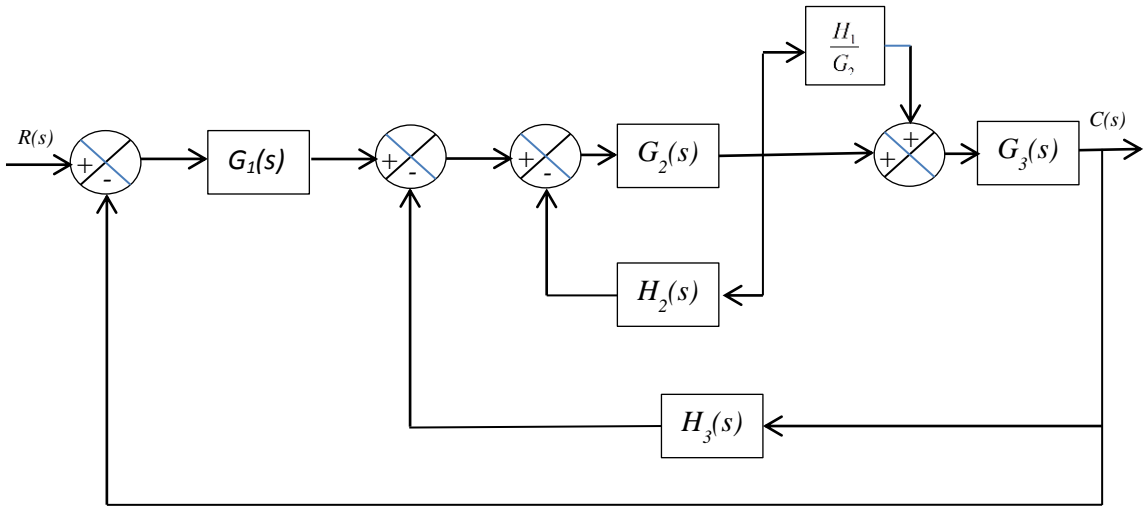 H₁
G₂
R(s)
C(s)
+
-
G₁(s)
+
-
+
-
G₂(s)
+
+
G₃(s)
H₂(s)
H₃(s)